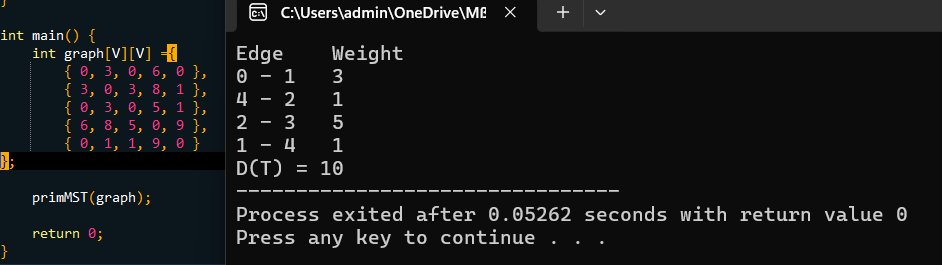 }
int main() {
int graph[V][V] ={
{ 0, 3, 0, 6, 0 },
{ 3, 0, 3, 8, 1 },
{ 0, 3, 0, 5, 1 },
{ 6, 8, 5, 0, 9 },
{ 0, 1, 1, 9, 0 }
};
primMST(graph);
return 0;
}
C:\Users\admin\OneDrive\Mẫ
Edge Weight
0 - 1 3
4 - 2 1
2 - 3 5
1 - 4 1
D(T) = 10
--------------------------------
Process exited after 0.05262 seconds with return value 0
Press any key to continue . . .